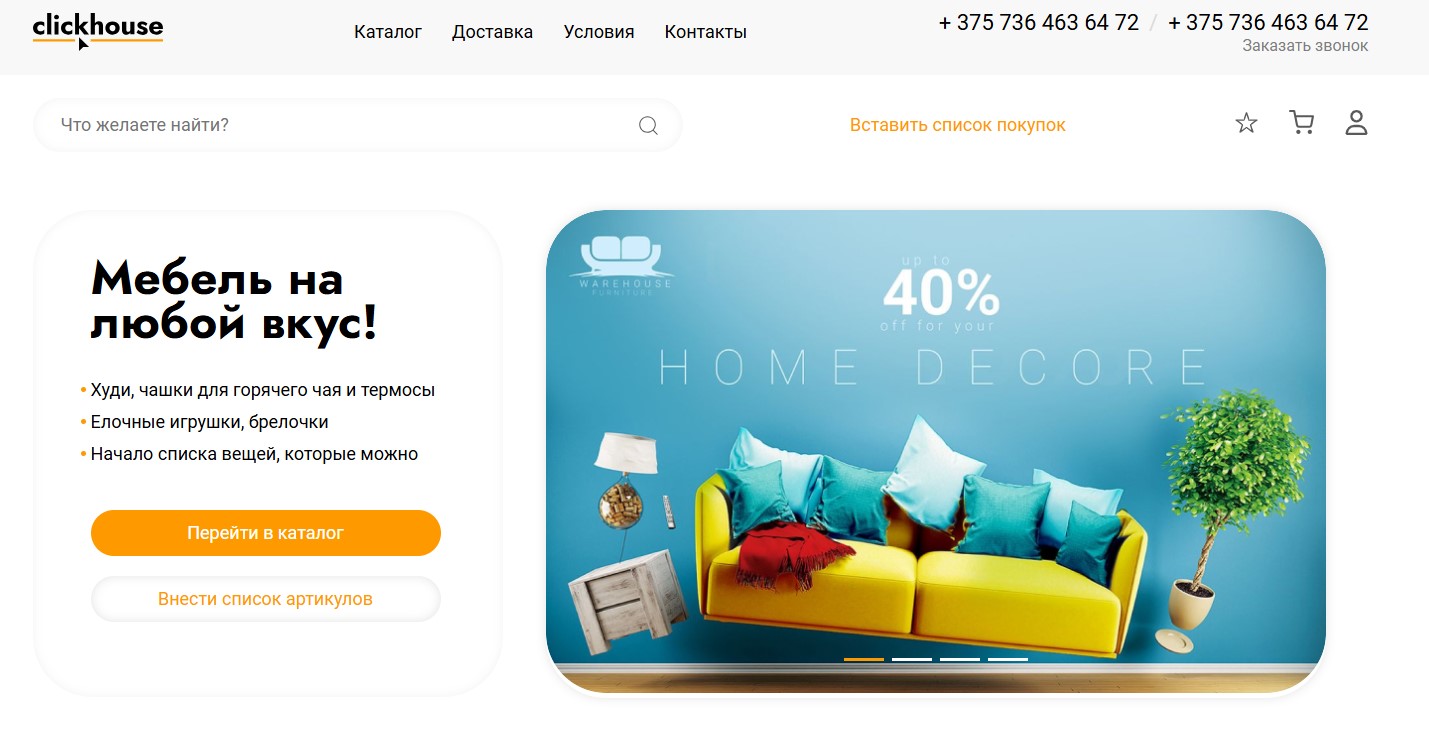 clickhouse
Каталог
Доставка
Условия
Контакты
+ 375 736 463 64 72 / + 375 736 463 64 72
Заказать звонок
Что желаете найти?
Вставить список покупок
Мебель на
любой вкус!
• Худи, чашки для горячего чая и термосы
• Елочные игрушки, брелочки
• Начало списка вещей, которые можно
Перейти в каталог
Внести список артикулов
WAREHOUSE
FURNITURE
up to
40%
off for your
HOME DECORE